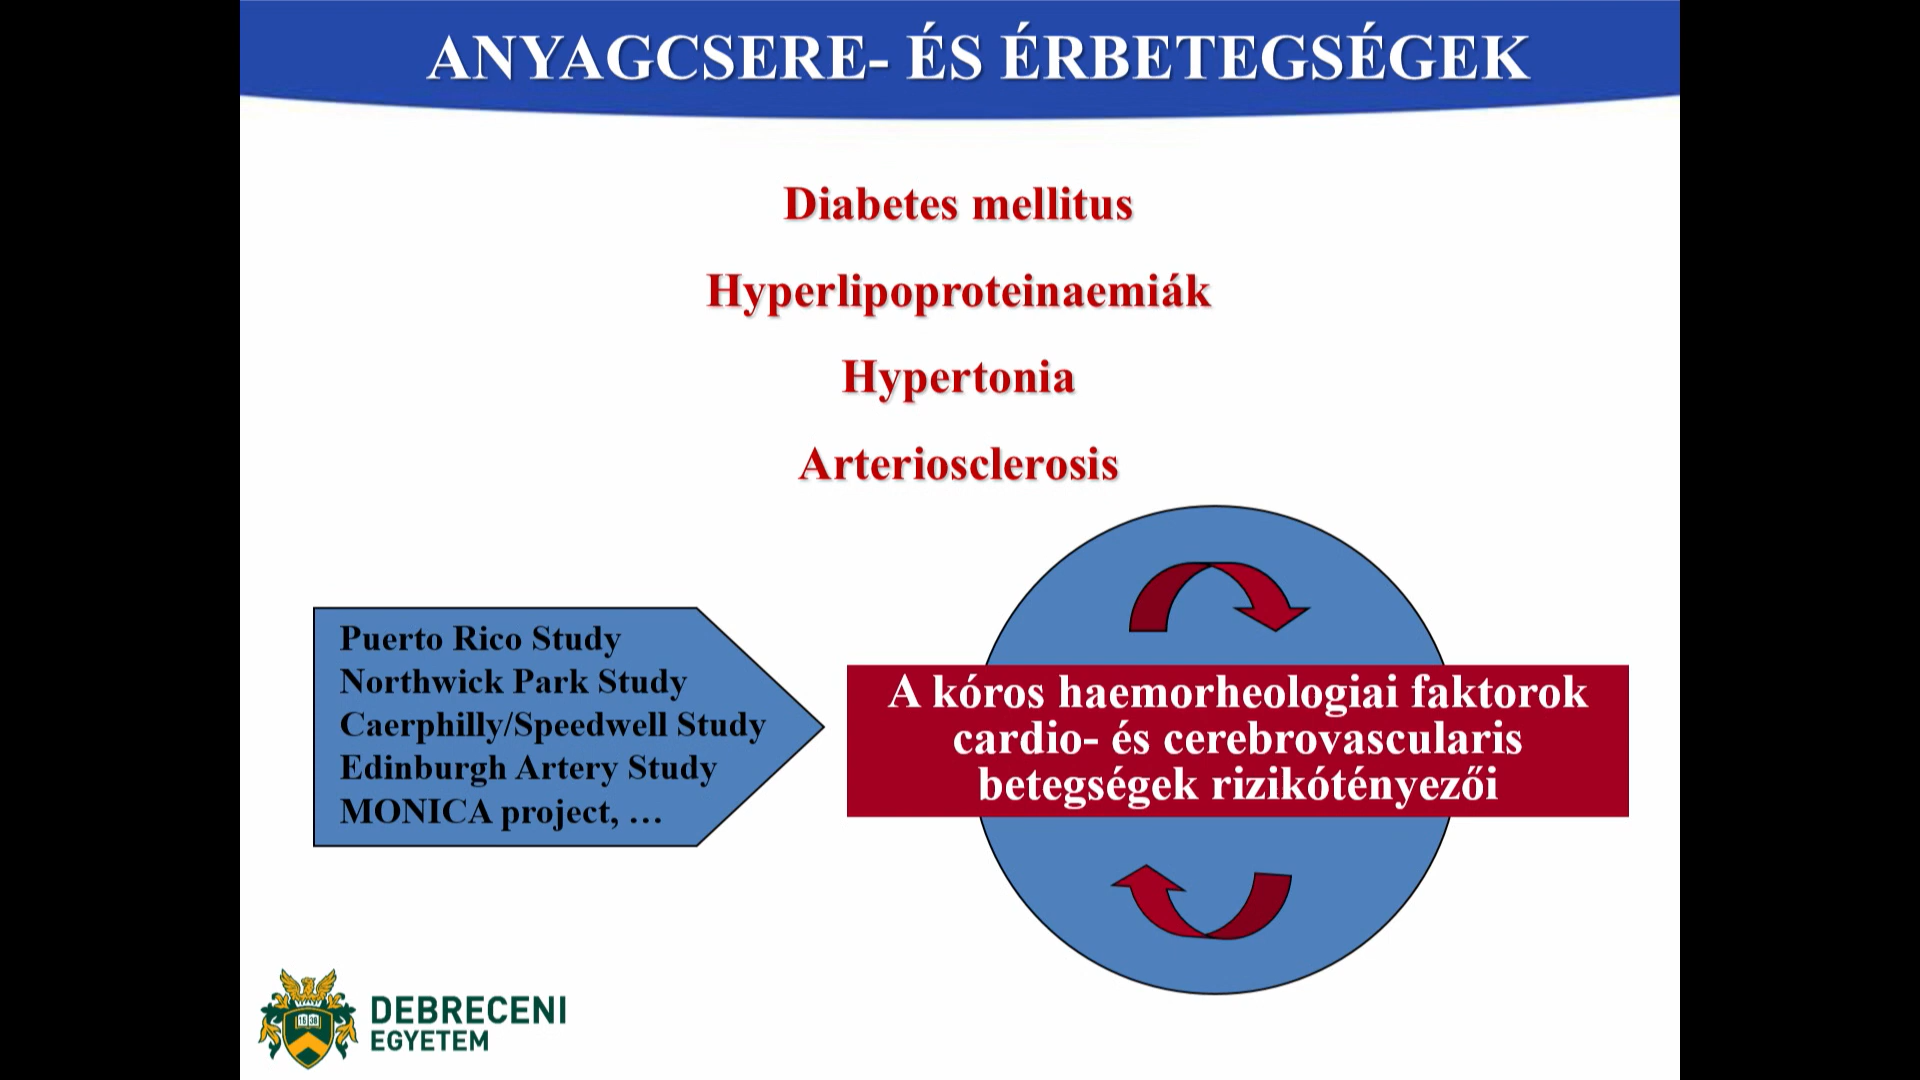 ANYAGCSERE- ÉS ÉRBETEGSÉGEK
Diabetes mellitus
Hyperlipoproteinaemiák
Hypertonia
Arteriosclerosis
Puerto Rico Study
Northwick Park Study
Caerphilly/Speedwell Study
Edinburgh Artery Study
MONICA project, …
A kóros haemorheologiai faktorok
cardio- és cerebrovascularis
betegségek rizikótényezői
DEBRECENI
EGYETEM